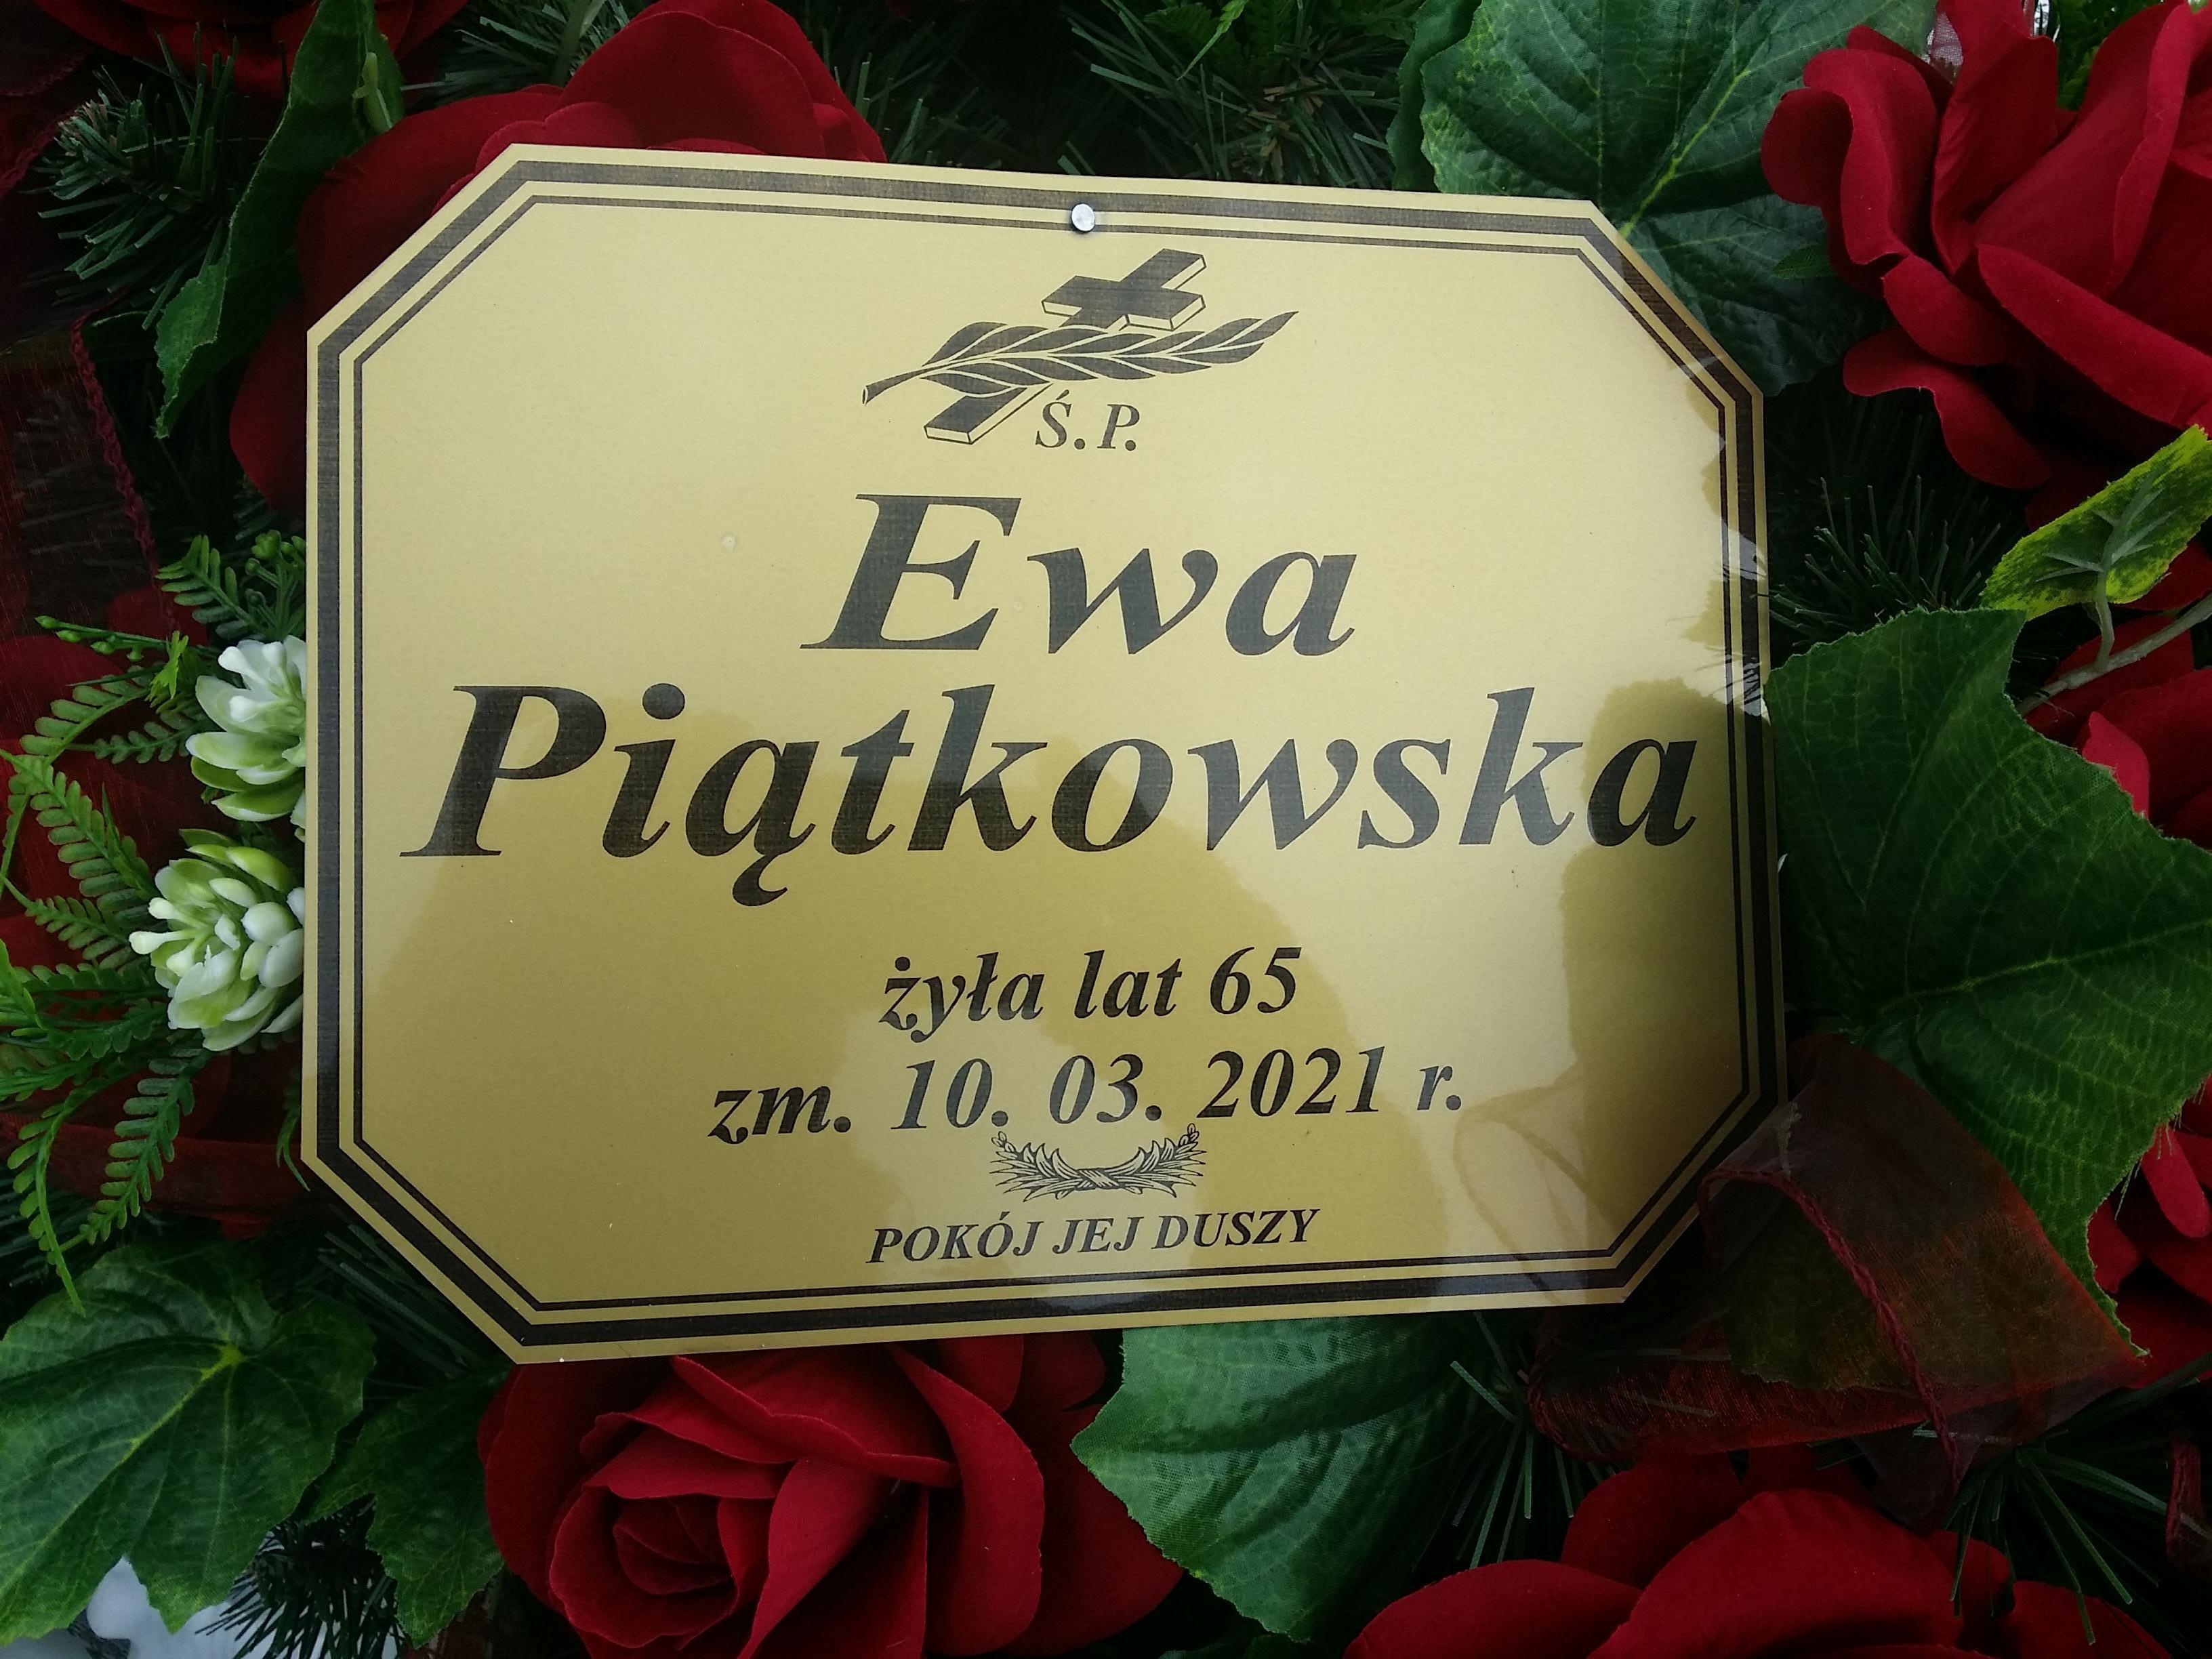 Ś.P.
Ewa
Piątkowska
żyła lat 65
zm. 10. 03. 2021 r.
POKÓJ JEJ DUSZY